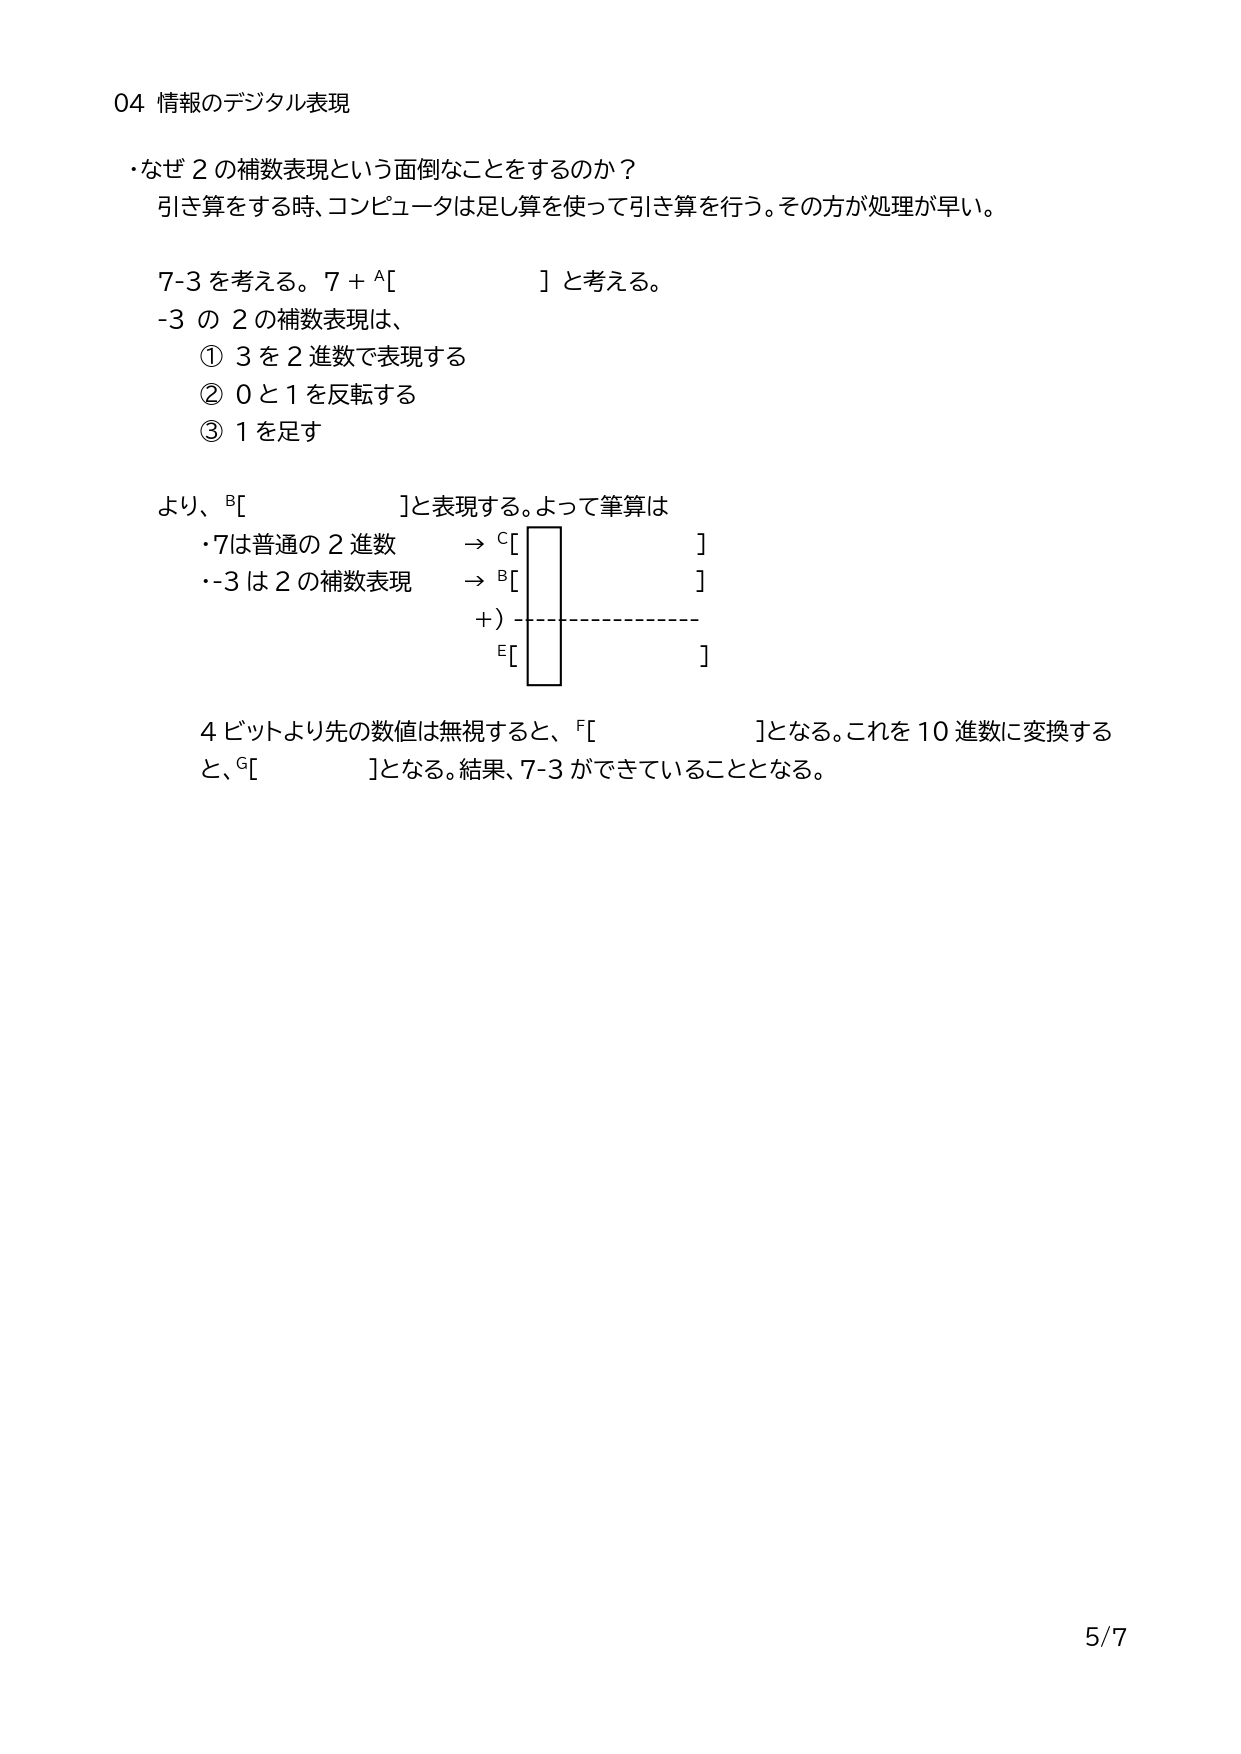 04 情報のデジタル表現
・なぜ 2 の補数表現という面倒なことをするのか？
引き算をする時、コンピュータは足し算を使って引き算を行う。その方が処理が早い。
7-3 を考える。 7 + A[ ] と考える。
-3 の 2 の補数表現は、
① 3 を 2 進数で表現する
② 0 と 1 を反転する
③ 1 を足す
より、 B[ ]と表現する。よって筆算は
・7は普通の 2 進数 → C[ ]
・-3 は 2 の補数表現 → B[ ]
+) -----------------
E[ ]
4 ビットより先の数値は無視すると、 F[ ]となる。これを 10 進数に変換する
と、G[ ]となる。結果、7-3 ができていることとなる。
5/7